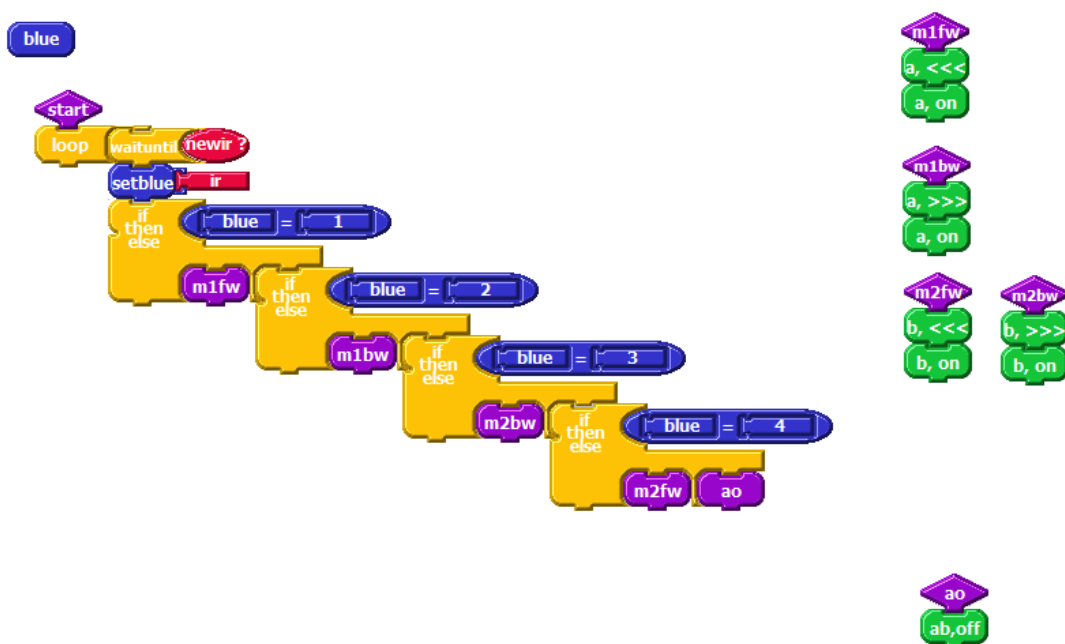 blue
start
loop waituntil newir ?
setblue ir
if then else blue = 1
m1fw
if then else blue = 2
m1bw
if then else blue = 3
m2bw
if then else blue = 4
m2fw ao
m1fw
a, <<<
a, on
m1bw
a, >>>
a, on
m2fw
b, <<<
b, on
m2bw
b, >>>
b, on
ao
ab,off